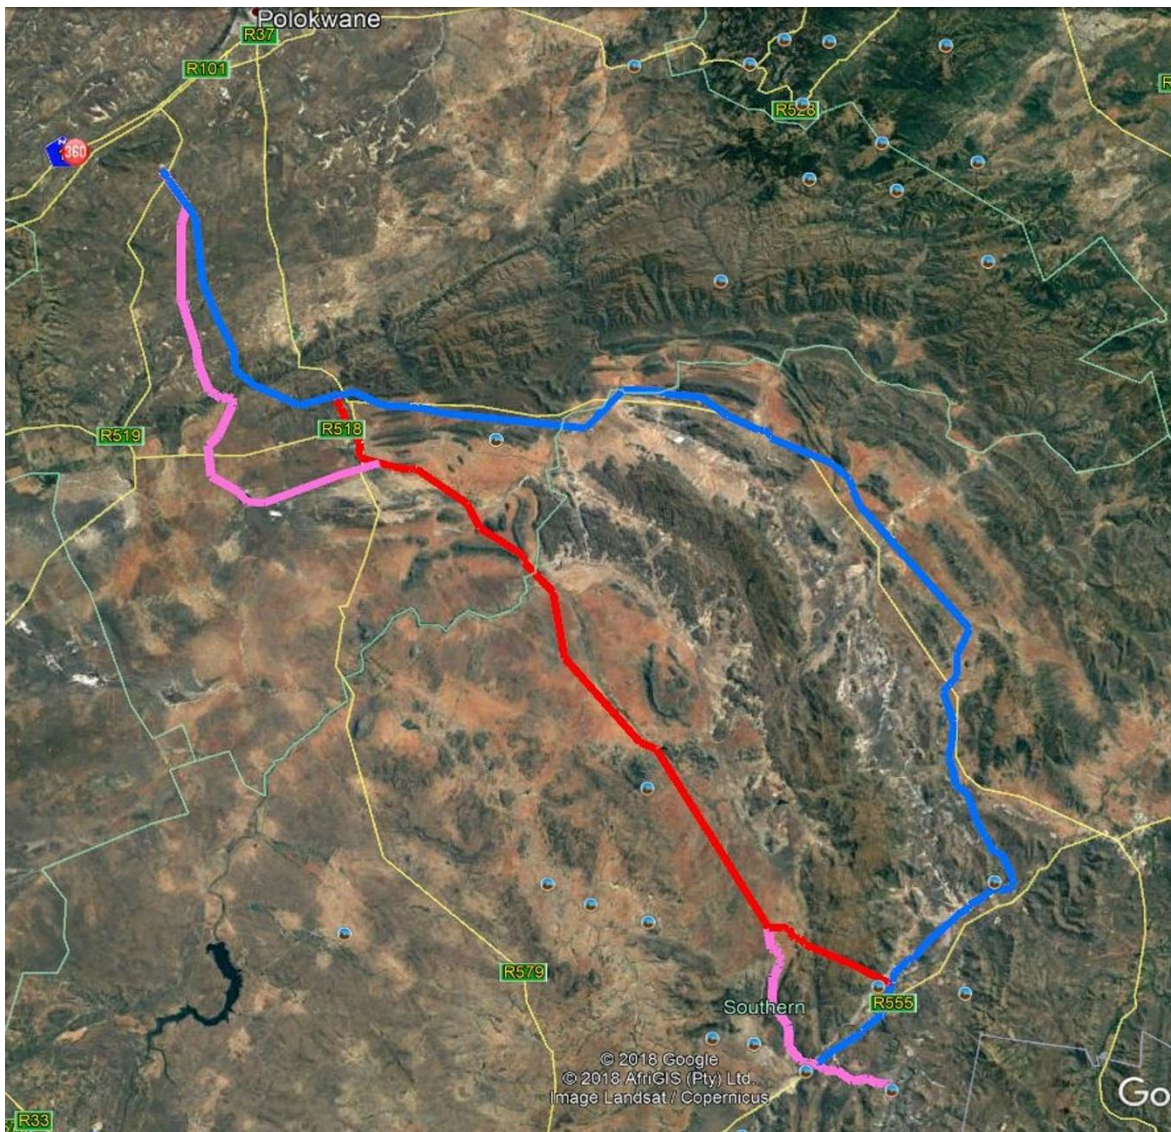 Polokwane
R37
R101
R528
360
R518
R519
R579
Southern
R555
© 2018 Google
© 2018 AfriGIS (Pty) Ltd.
Image Landsat / Copernicus
Go
R33